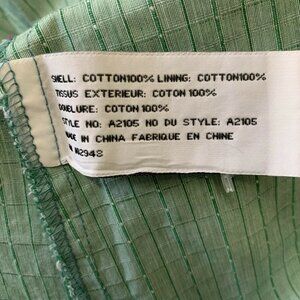 SHELL: COTTON100% LINING: COTTON100%
TISSUS EXTERIEUR: COTON 100%
DOUBLURE: COTON 100%
STYLE NO: A2105 NO DU STYLE: A2105
MADE IN CHINA FABRIQUE EN CHINE